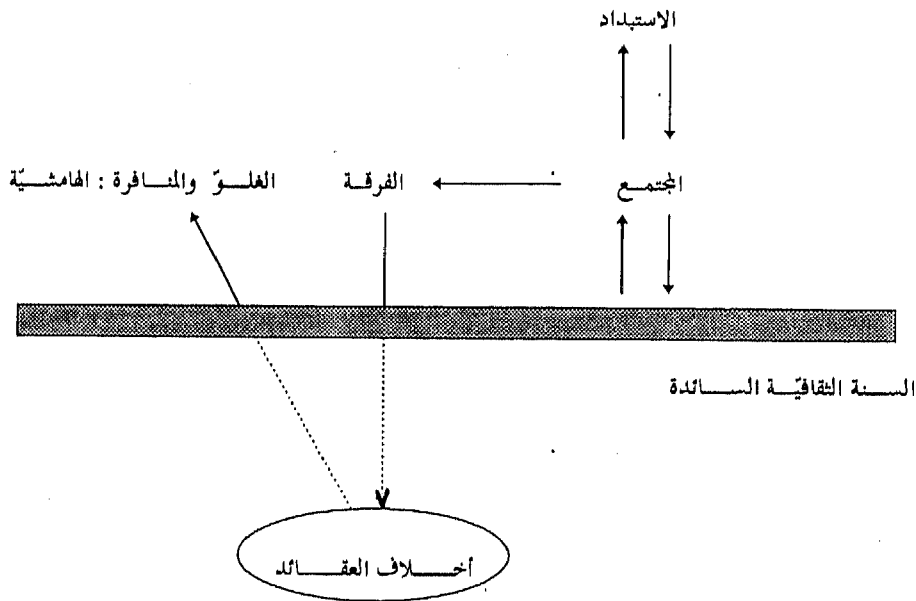 الاستبداد
المجتمع
الفرقة
الغلوّ والمنافرة : الهامشيّة
السنة الثقافيّة السائدة
أخلاف العقائد